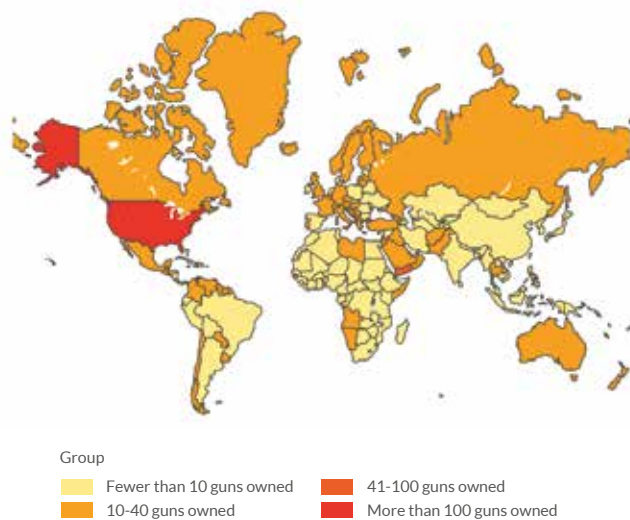 Group
Fewer than 10 guns owned
10-40 guns owned
41-100 guns owned
More than 100 guns owned